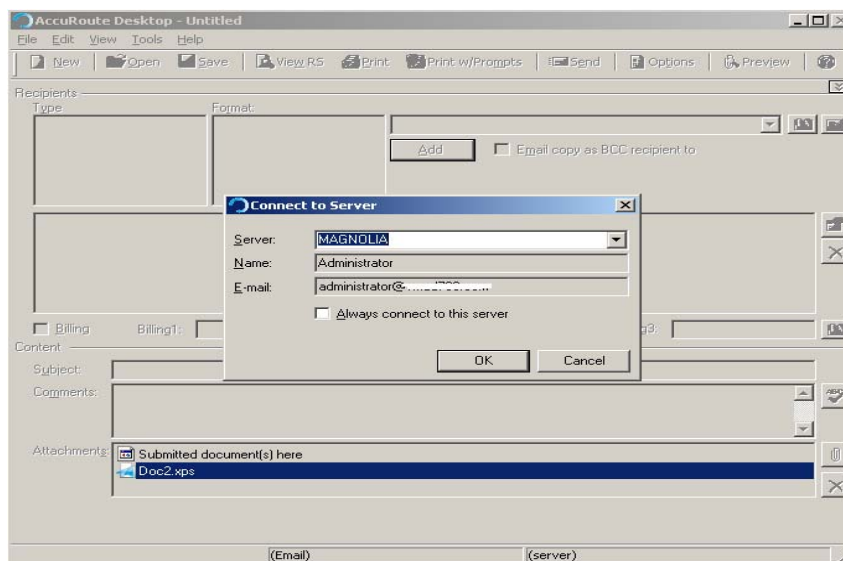 AccuRoute Desktop - Untitled
File Edit View Tools Help
New Open Save View RS Print Print w/Prompts Send Options Preview
Recipients
Type Format:
Add Email copy as BCC recipient to
Connect to Server
Server: MAGNOLIA
Name: Administrator
E-mail: administrator@
Always connect to this server
Billing Billing1: g3:
OK Cancel
Content
Subject:
Comments:
ABC
Attachments: Submitted document(s) here
Doc2.xps
(Email) (server)